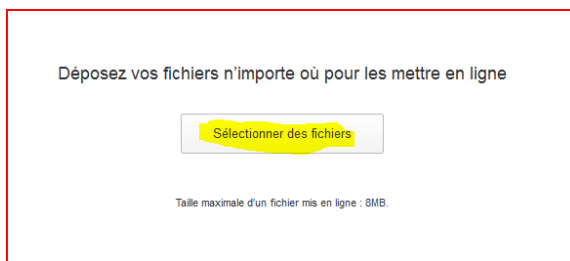 Déposez vos fichiers n'importe où pour les mettre en ligne
Sélectionner des fichiers
Taille maximale d'un fichier mis en ligne : 8MB.